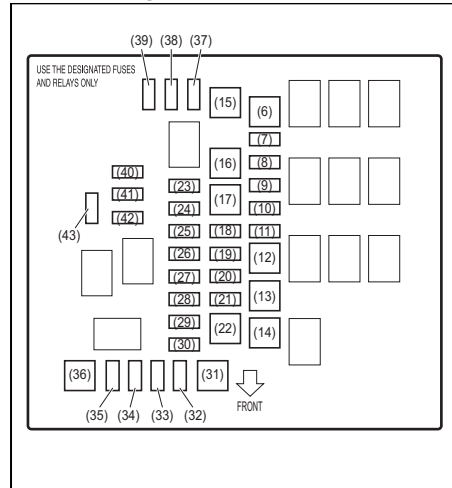 (39) (38) (37)
USE THE DESIGNATED FUSES
AND RELAYS ONLY
(15) (6)
(7)
(16) (8)
(40)
(23) (9)
(41) (17)
(24) (10)
(42)
(43)
(25) (18) (11)
(26) (19) (12)
(27) (20)
(28) (21) (13)
(29) (22) (14)
(30)
(36) (31)
(35) (34) (33) (32)
FRONT